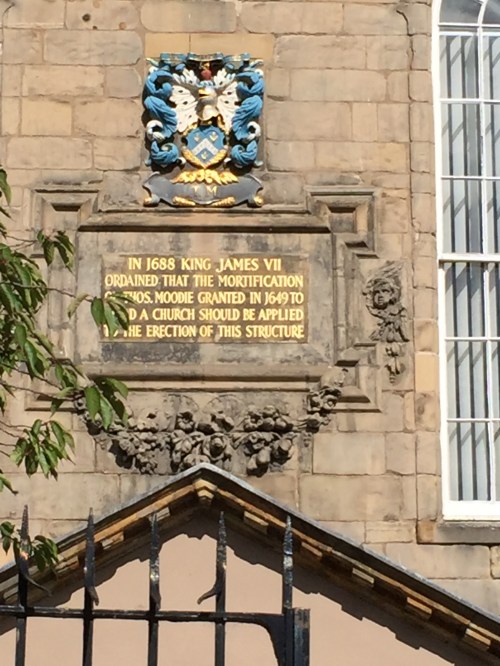 IN 1688 KING JAMES VII
ORDAINED THAT THE MORTIFICATION
THOS. MOODIE GRANTED IN 1649 TO
A CHURCH SHOULD BE APPLIED
THE ERECTION OF THIS STRUCTURE